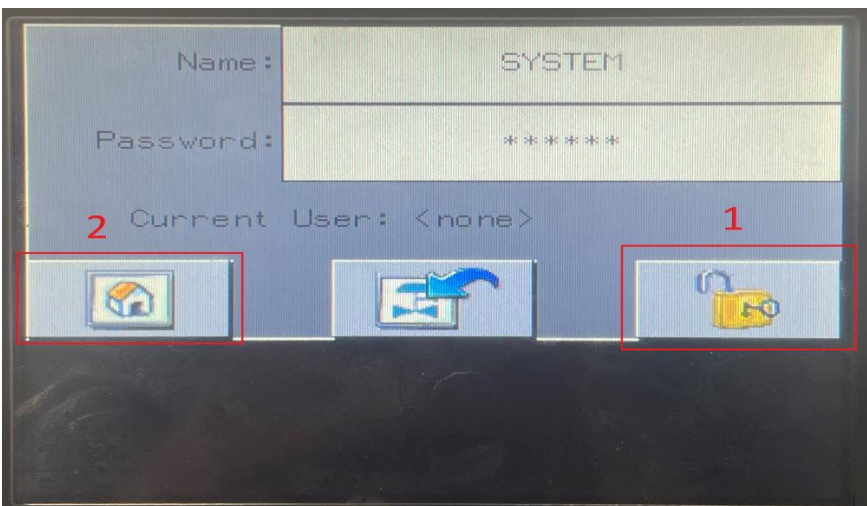 Name: SYSTEM
Password: ******
Current User: <none>
2
1